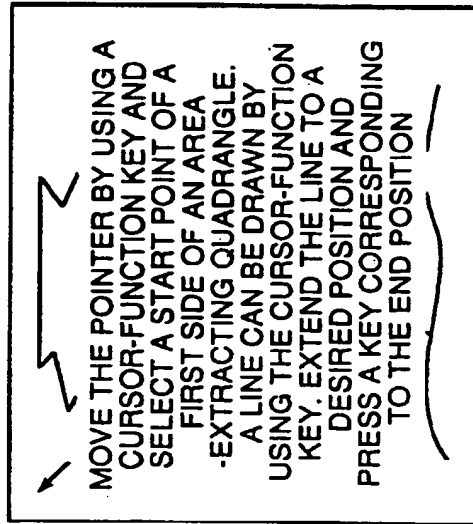 MOVE THE POINTER BY USING A
CURSOR-FUNCTION KEY AND
SELECT A START POINT OF A
FIRST SIDE OF AN AREA
-EXTRACTING QUADRANGLE.
A LINE CAN BE DRAWN BY
USING THE CURSOR-FUNCTION
KEY. EXTEND THE LINE TO A
DESIRED POSITION AND
PRESS A KEY CORRESPONDING
TO THE END POSITION